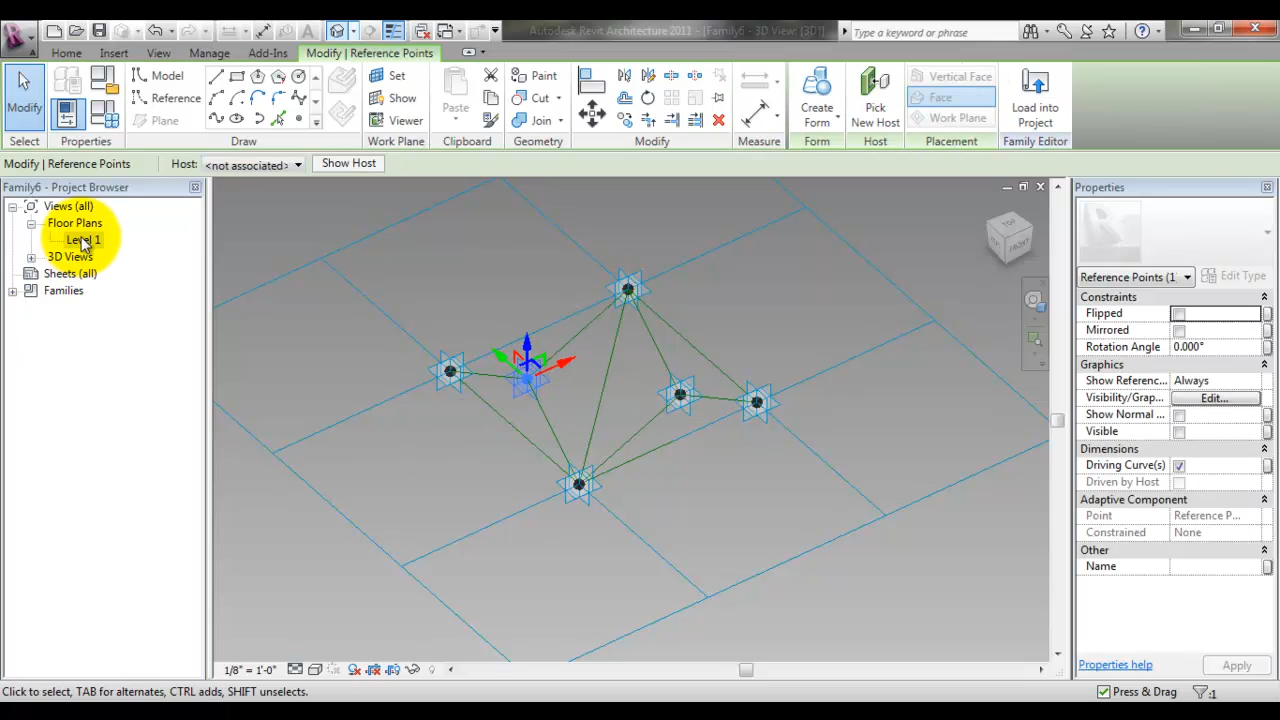 Autodesk Revit Architecture 2011 - [Family6 - 3D View: {3D}]
Type a keyword or phrase
Home Insert View Manage Add-Ins Modify | Reference Points
Modify Model Reference Plane Set Show Viewer Paste Paint Cut Join Create Form Pick New Host Vertical Face Face Work Plane Load into Project
Select Properties Draw Work Plane Clipboard Geometry Modify Measure Form Host Placement Family Editor
Modify | Reference Points Host: <not associated> Show Host
Family6 - Project Browser
Views (all)
Floor Plans
Level 1
3D Views
Sheets (all)
Families
TOP
FRONT
Properties
Reference Points (1 Edit Type
Constraints
Flipped
Mirrored
Rotation Angle 0.000°
Graphics
Show Referenc... Always
Visibility/Grap... Edit...
Show Normal ...
Visible
Dimensions
Driving Curve(s)
Driven by Host
Adaptive Component
Point Reference P...
Constrained None
Other
Name
Properties help Apply
1/8" = 1'-0"
Click to select, TAB for alternates, CTRL adds, SHIFT unselects. Press & Drag :1